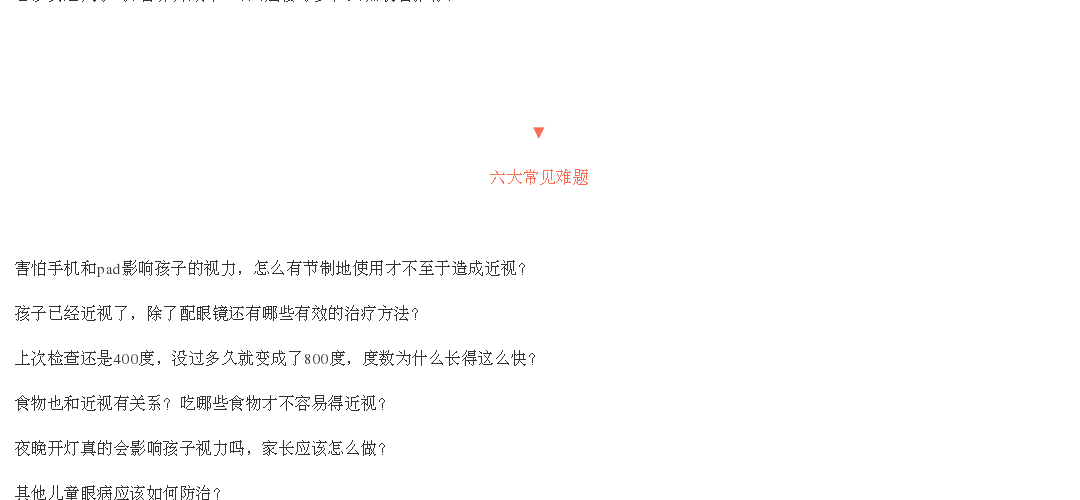 六大常见难题
害怕手机和pad影响孩子的视力，怎么有节制地使用才不至于造成近视？
孩子已经近视了，除了配眼镜还有哪些有效的治疗方法？
上次检查还是400度，没过多久就变成了800度，度数为什么长得这么快？
食物也和近视有关系？吃哪些食物才不容易得近视？
夜晚开灯真的会影响孩子视力吗，家长应该怎么做？
其他儿童眼病应该如何防治？